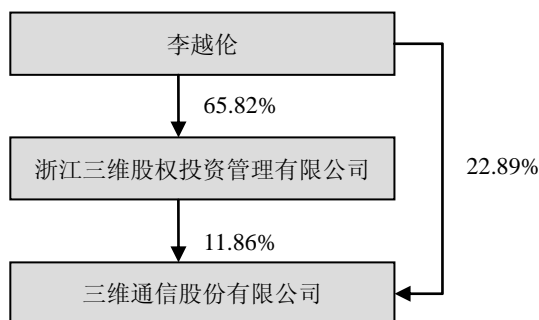 李越伦
65.82%
浙江三维股权投资管理有限公司
22.89%
11.86%
三维通信股份有限公司